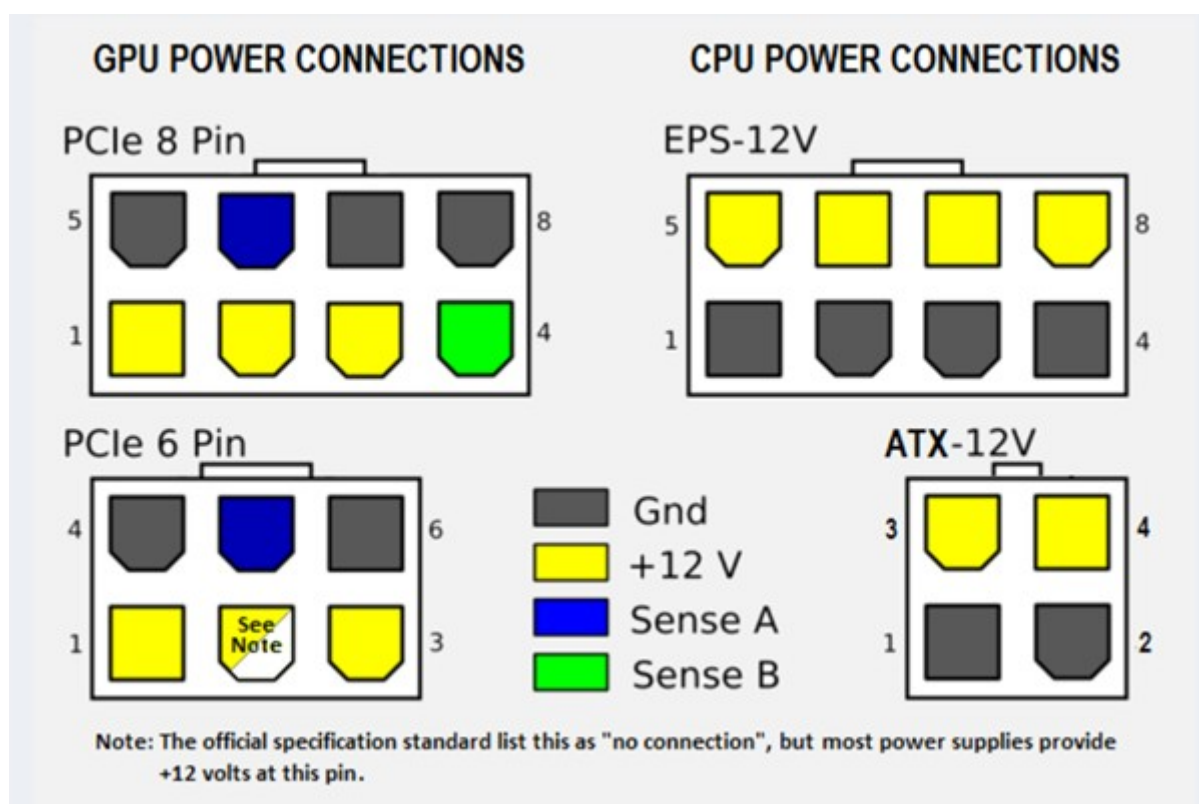 GPU POWER CONNECTIONS
CPU POWER CONNECTIONS
PCIe 8 Pin
5
8
1
4
EPS-12V
5
8
1
4
PCIe 6 Pin
4
6
1
See
Note
3
Gnd
+12 V
Sense A
Sense B
ATX-12V
3
4
1
2
Note: The official specification standard list this as "no connection", but most power supplies provide
+12 volts at this pin.